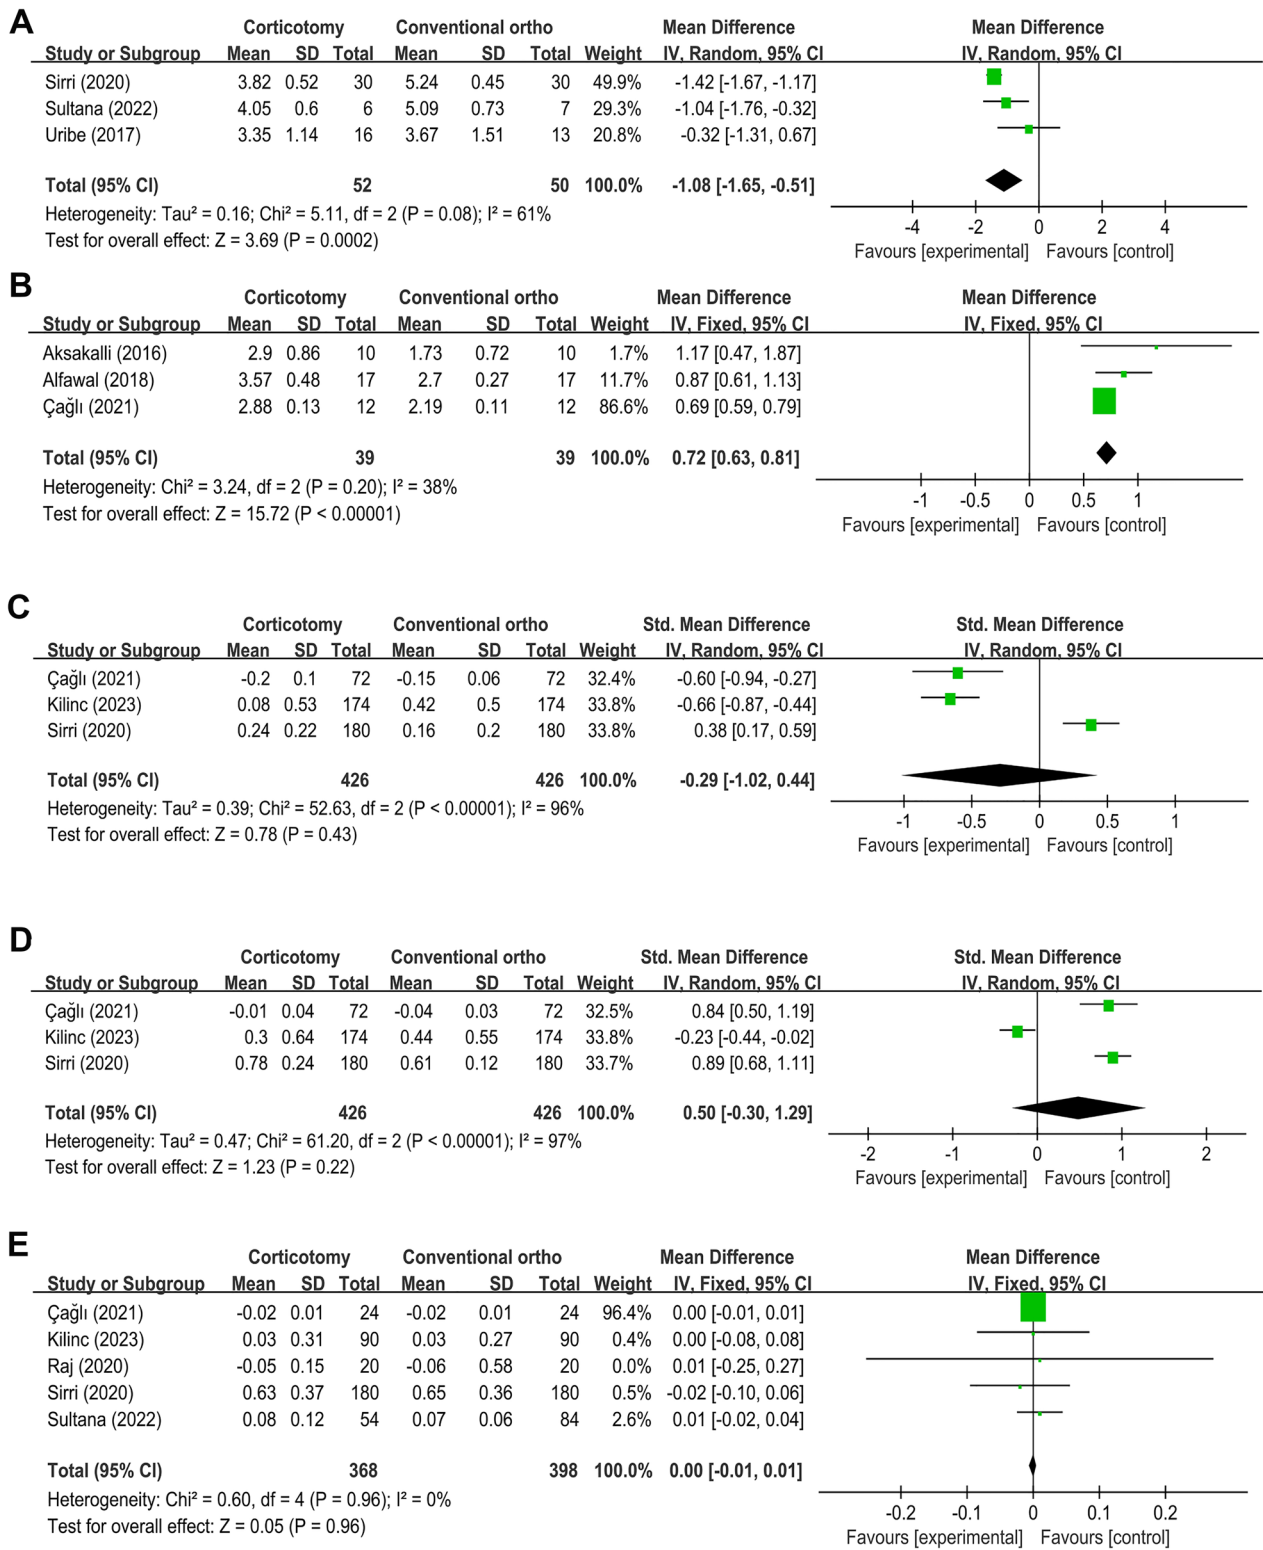 A
Corticotomy Conventional ortho Mean Difference Mean Difference
Study or Subgroup Mean SD Total Mean SD Total Weight IV, Random, 95% CI IV, Random, 95% CI
Sirri (2020) 3.82 0.52 30 5.24 0.45 30 49.9% -1.42 [-1.67, -1.17]
Sultana (2022) 4.05 0.6 6 5.09 0.73 7 29.3% -1.04 [-1.76, -0.32]
Uribe (2017) 3.35 1.14 16 3.67 1.51 13 20.8% -0.32 [-1.31, 0.67]
Total (95% CI) 52 50 100.0% -1.08 [-1.65, -0.51]
Heterogeneity: Tau² = 0.16; Chi² = 5.11, df = 2 (P = 0.08); I² = 61%
Test for overall effect: Z = 3.69 (P = 0.0002)
-4 -2 0 2 4
Favours [experimental] Favours [control]
B
Corticotomy Conventional ortho Mean Difference Mean Difference
Study or Subgroup Mean SD Total Mean SD Total Weight IV, Fixed, 95% CI IV, Fixed, 95% CI
Aksakalli (2016) 2.9 0.86 10 1.73 0.72 10 1.7% 1.17 [0.47, 1.87]
Alfawal (2018) 3.57 0.48 17 2.7 0.27 17 11.7% 0.87 [0.61, 1.13]
Çağlı (2021) 2.88 0.13 12 2.19 0.11 12 86.6% 0.69 [0.59, 0.79]
Total (95% CI) 39 39 100.0% 0.72 [0.63, 0.81]
Heterogeneity: Chi² = 3.24, df = 2 (P = 0.20); I² = 38%
Test for overall effect: Z = 15.72 (P < 0.00001)
-1 -0.5 0 0.5 1
Favours [experimental] Favours [control]
C
Corticotomy Conventional ortho Std. Mean Difference Std. Mean Difference
Study or Subgroup Mean SD Total Mean SD Total Weight IV, Random, 95% CI IV, Random, 95% CI
Çağlı (2021) -0.2 0.1 72 -0.15 0.06 72 32.4% -0.60 [-0.94, -0.27]
Kilinc (2023) 0.08 0.53 174 0.42 0.5 174 33.8% -0.66 [-0.87, -0.44]
Sirri (2020) 0.24 0.22 180 0.16 0.2 180 33.8% 0.38 [0.17, 0.59]
Total (95% CI) 426 426 100.0% -0.29 [-1.02, 0.44]
Heterogeneity: Tau² = 0.39; Chi² = 52.63, df = 2 (P < 0.00001); I² = 96%
Test for overall effect: Z = 0.78 (P = 0.43)
-1 -0.5 0 0.5 1
Favours [experimental] Favours [control]
D
Corticotomy Conventional ortho Std. Mean Difference Std. Mean Difference
Study or Subgroup Mean SD Total Mean SD Total Weight IV, Random, 95% CI IV, Random, 95% CI
Çağlı (2021) -0.01 0.04 72 -0.04 0.03 72 32.5% 0.84 [0.50, 1.19]
Kilinc (2023) 0.3 0.64 174 0.44 0.55 174 33.8% -0.23 [-0.44, -0.02]
Sirri (2020) 0.78 0.24 180 0.61 0.12 180 33.7% 0.89 [0.68, 1.11]
Total (95% CI) 426 426 100.0% 0.50 [-0.30, 1.29]
Heterogeneity: Tau² = 0.47; Chi² = 61.20, df = 2 (P < 0.00001); I² = 97%
Test for overall effect: Z = 1.23 (P = 0.22)
-2 -1 0 1 2
Favours [experimental] Favours [control]
E
Corticotomy Conventional ortho Mean Difference Mean Difference
Study or Subgroup Mean SD Total Mean SD Total Weight IV, Fixed, 95% CI IV, Fixed, 95% CI
Çağlı (2021) -0.02 0.01 24 -0.02 0.01 24 96.4% 0.00 [-0.01, 0.01]
Kilinc (2023) 0.03 0.31 90 0.03 0.27 90 0.4% 0.00 [-0.08, 0.08]
Raj (2020) -0.05 0.15 20 -0.06 0.58 20 0.0% 0.01 [-0.25, 0.27]
Sirri (2020) 0.63 0.37 180 0.65 0.36 180 0.5% -0.02 [-0.10, 0.06]
Sultana (2022) 0.08 0.12 54 0.07 0.06 84 2.6% 0.01 [-0.02, 0.04]
Total (95% CI) 368 398 100.0% 0.00 [-0.01, 0.01]
Heterogeneity: Chi² = 0.60, df = 4 (P = 0.96); I² = 0%
Test for overall effect: Z = 0.05 (P = 0.96)
-0.2 -0.1 0 0.1 0.2
Favours [experimental] Favours [control]